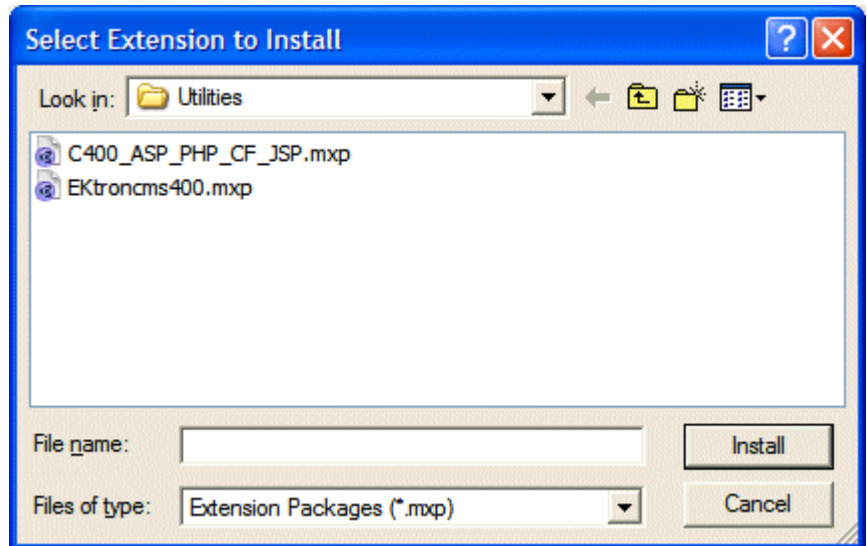 Select Extension to Install
Look in: Utilities
C400_ASP_PHP_CF_JSP.mxp
EKtroncms400.mxp
File name:
Install
Files of type: Extension Packages (*.mxp)
Cancel